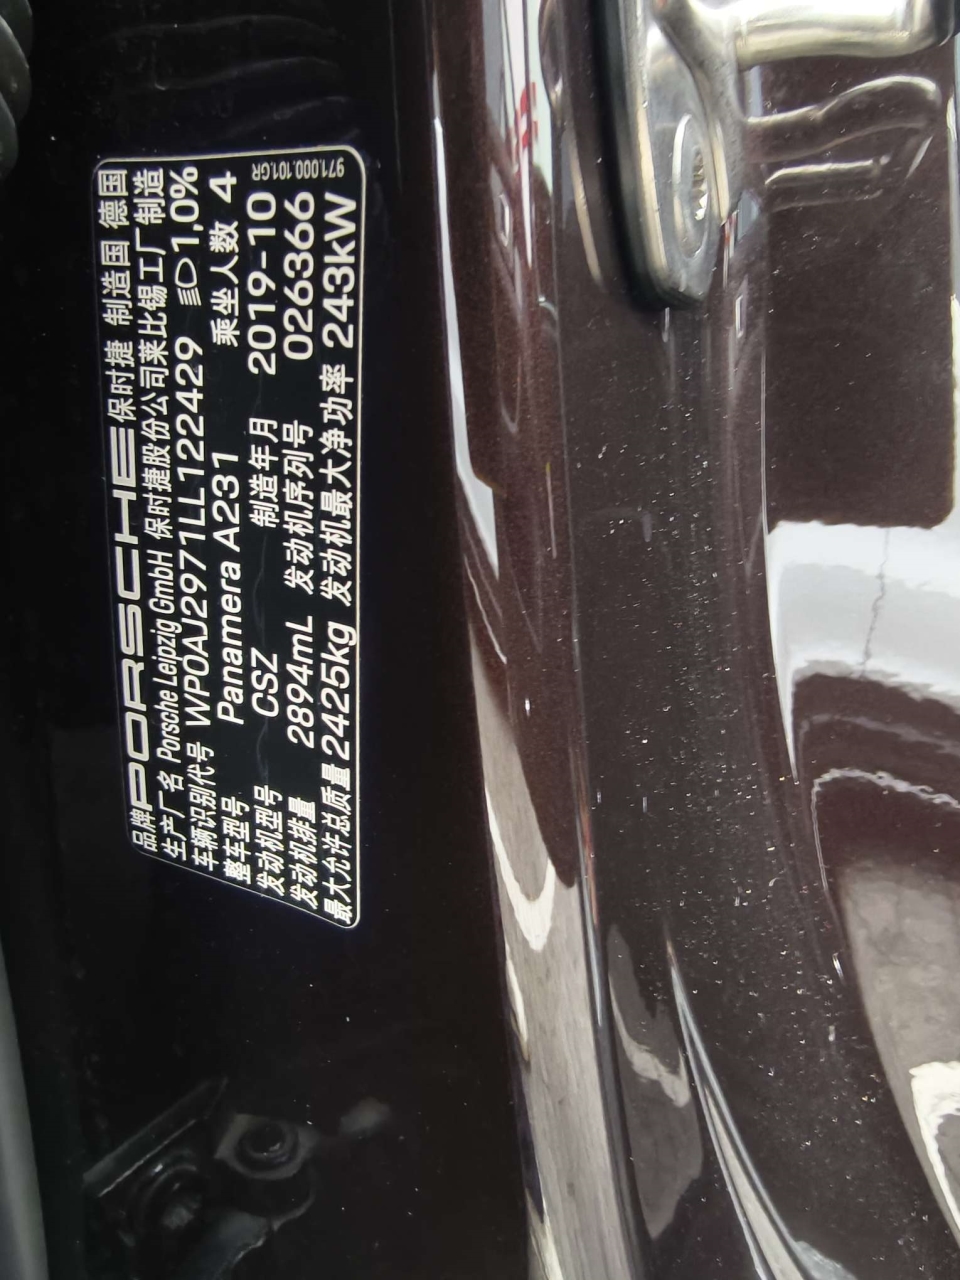 品牌 PORSCHE 保时捷 制造国 德国
生产厂名 Porsche Leipzig GmbH 保时捷股份公司莱比锡工厂制造
车辆识别代号 WP0AJ2971LL122429 1,0%
整车型号 Panamera A231 乘坐人数 4
发动机型号 CSZ 制造年月 2019-10
发动机排量 2894mL 发动机序列号 026366
最大允许总质量 2425kg 发动机最大净功率 243kW
971.000.101.GR